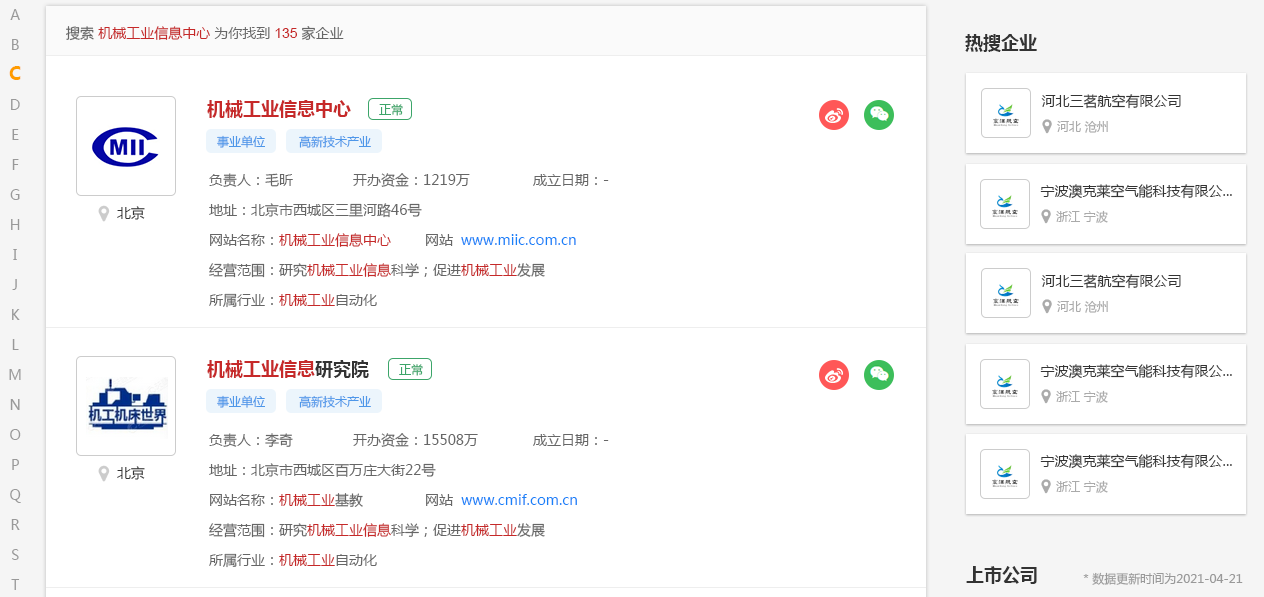 A
B
C
D
E
F
G
H
I
J
K
L
M
N
O
P
Q
R
S
T
搜索 机械工业信息中心 为你找到 135 家企业
MIIC
北京
机械工业信息中心 正常
事业单位 高新技术产业
负责人：毛昕 开办资金：1219万 成立日期：-
地址：北京市西城区三里河路46号
网站名称：机械工业信息中心 网站 www.miic.com.cn
经营范围：研究机械工业信息科学；促进机械工业发展
所属行业：机械工业自动化
机工机床世界
北京
机械工业信息研究院 正常
事业单位 高新技术产业
负责人：李奇 开办资金：15508万 成立日期：-
地址：北京市西城区百万庄大街22号
网站名称：机械工业基教 网站 www.cmif.com.cn
经营范围：研究机械工业信息科学；促进机械工业发展
所属行业：机械工业自动化
热搜企业
河北三茗航空有限公司
河北 沧州
宁波澳克莱空气能科技有限公...
浙江 宁波
河北三茗航空有限公司
河北 沧州
宁波澳克莱空气能科技有限公...
浙江 宁波
宁波澳克莱空气能科技有限公...
浙江 宁波
上市公司 * 数据更新时间为2021-04-21